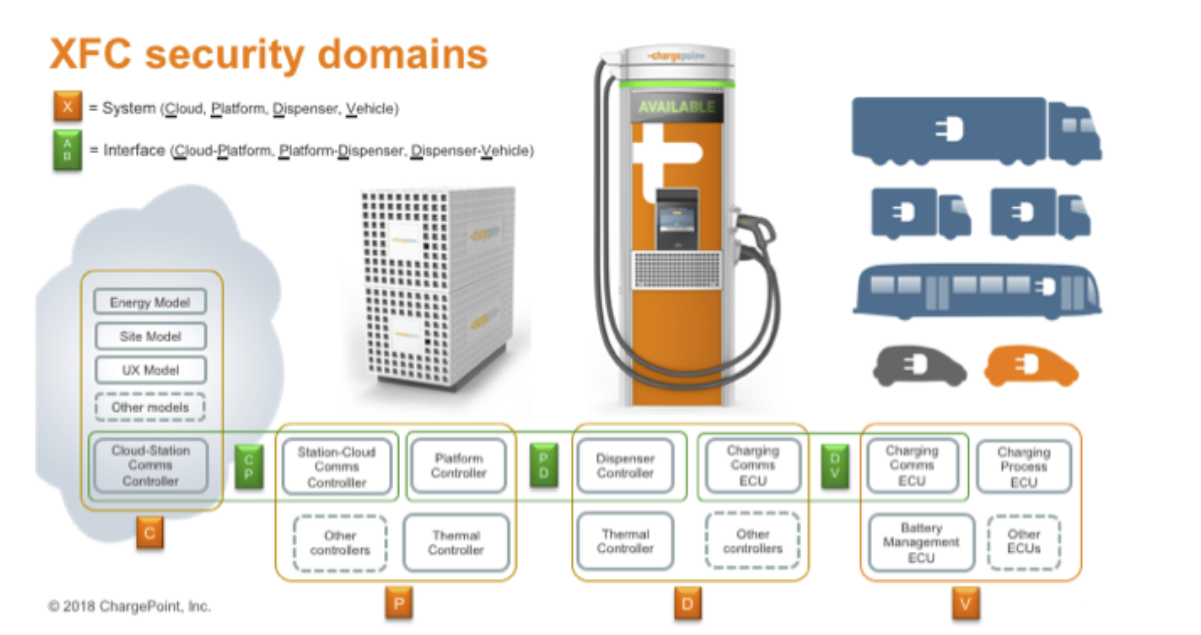 XFC security domains
X = System (Cloud, Platform, Dispenser, Vehicle)
A
B
= Interface (Cloud-Platform, Platform-Dispenser, Dispenser-Vehicle)
-chargepoin+
AVAILABLE
Energy Model
Site Model
UX Model
Other models
Cloud-Station
Comms
Controller
C
P
Station-Cloud
Comms
Controller
Platform
Controller
P
D
Dispenser
Controller
Charging
Comms
ECU
D
V
Charging
Comms
ECU
Charging
Process
ECU
Other
controllers
Thermal
Controller
Thermal
Controller
Other
controllers
Battery
Management
ECU
Other
ECUs
C
P
D
V
© 2018 ChargePoint, Inc.